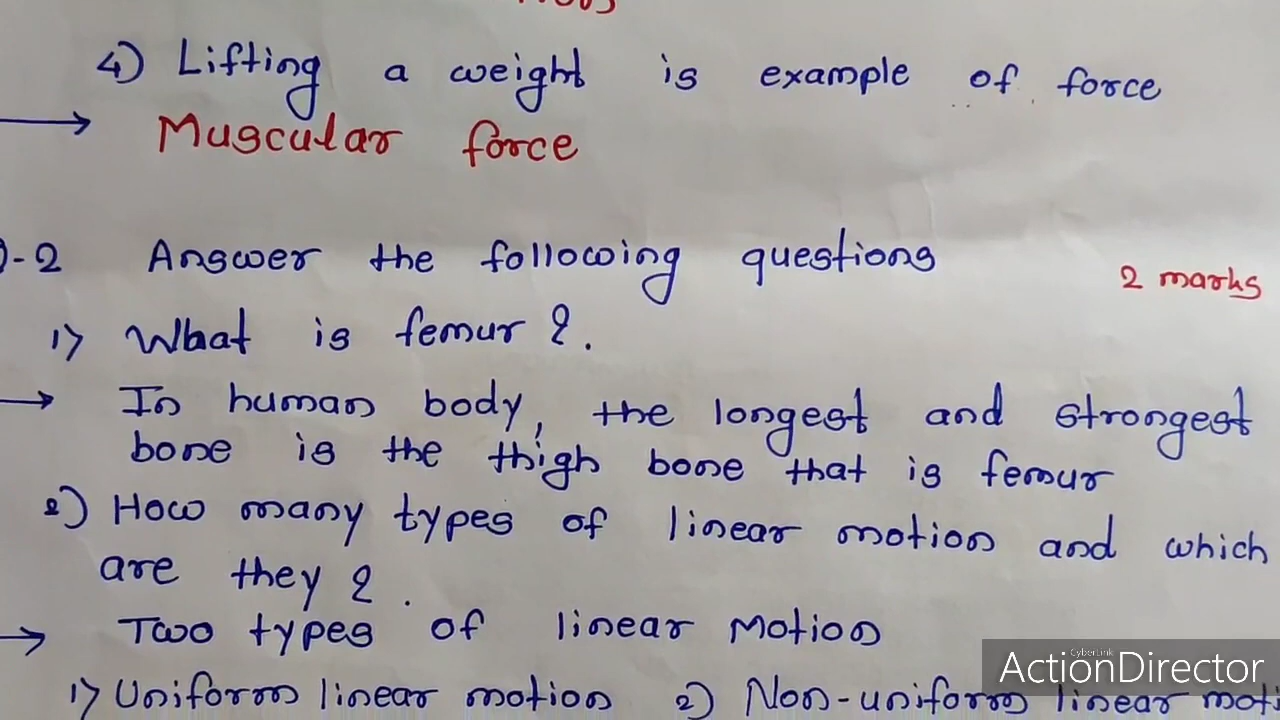 4) Lifting a weight is example of force
Muscular force
-2 Answer the following questions
2 marks
1) What is femur ?.
In human body, the longest and strongest
bone is the thigh bone that is femur
2) How many types of linear motion and which
are they ?.
Two types of linear Motion
1) Uniform linear motion 2) Non-uniform linear moti
CyberLink
ActionDirector